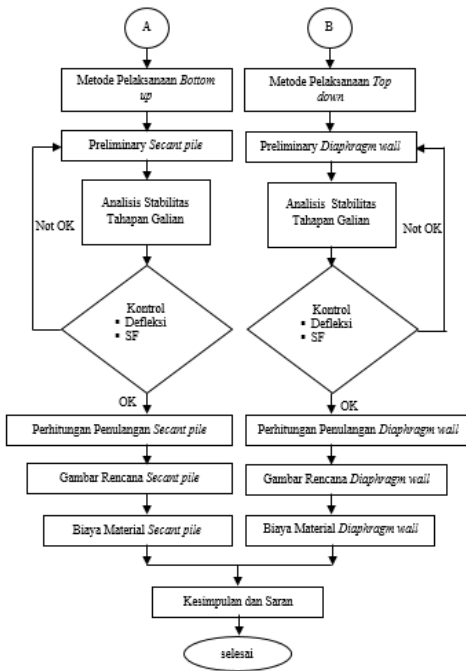 A
Metode Pelaksanaan Bottom
up
Preliminary Secant pile
Analisis Stabilitas
Tahapan Galian
Not OK
Kontrol
▪ Defleksi
▪ SF
OK
Perhitungan Penulangan Secant pile
Gambar Rencana Secant pile
Biaya Material Secant pile
B
Metode Pelaksanaan Top
down
Preliminary Diaphragm wall
Analisis Stabilitas
Tahapan Galian
Not OK
Kontrol
▪ Defleksi
▪ SF
OK
Perhitungan Penulangan Diaphragm wall
Gambar Rencana Diaphragm wall
Biaya Material Diaphragm wall
Kesimpulan dan Saran
selesai